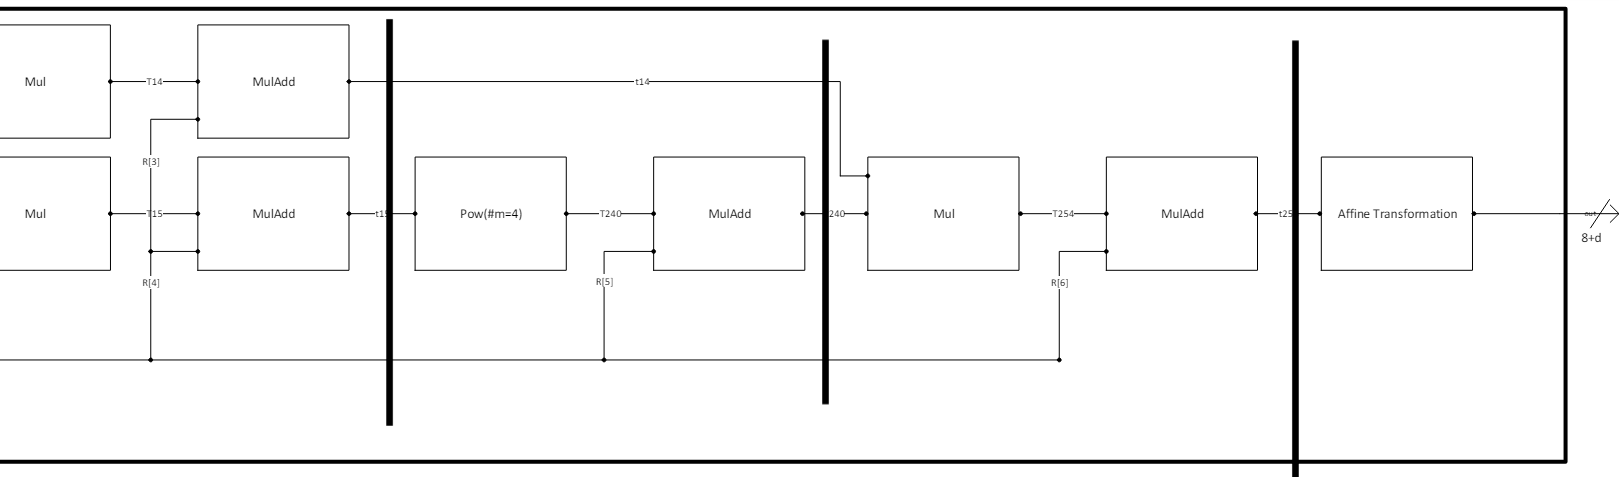 Mul
T14
MulAdd
t14
R[3]
Mul
T15
MulAdd
t15
Pow(#m=4)
T240
MulAdd
240
Mul
T254
MulAdd
t25
Affine Transformation
out
8+d
R[4]
R[5]
R[6]